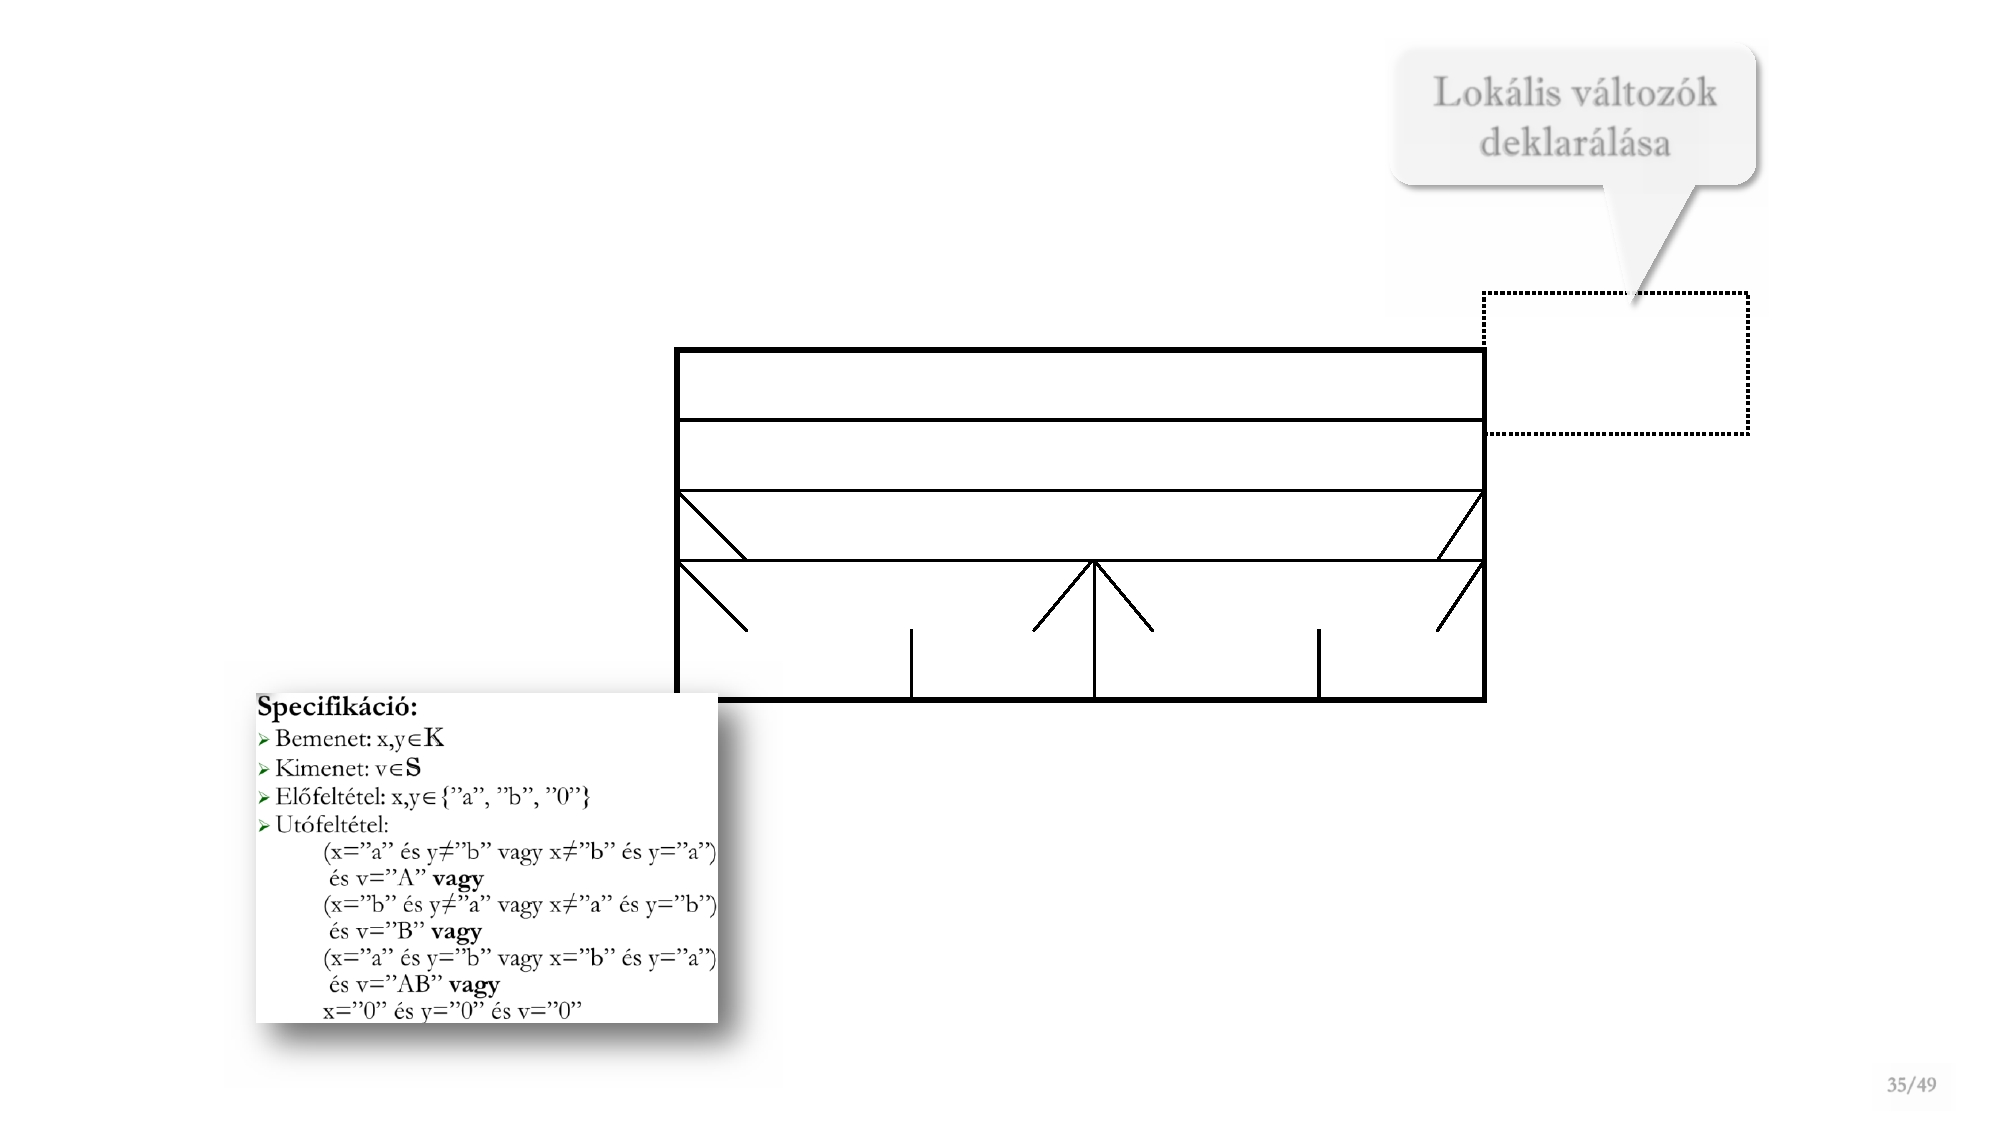 Lokális változók
deklarálása
Specifikáció:
➢ Bemenet: x,y∈K
➢ Kimenet: v∈S
➢ Előfeltétel: x,y∈{”a”, ”b”, ”0”}
➢ Utófeltétel:
(x=”a” és y≠”b” vagy x≠”b” és y=”a”)
és v=”A” vagy
(x=”b” és y≠”a” vagy x≠”a” és y=”b”)
és v=”B” vagy
(x=”a” és y=”b” vagy x=”b” és y=”a”)
és v=”AB” vagy
x=”0” és y=”0” és v=”0”
35/49